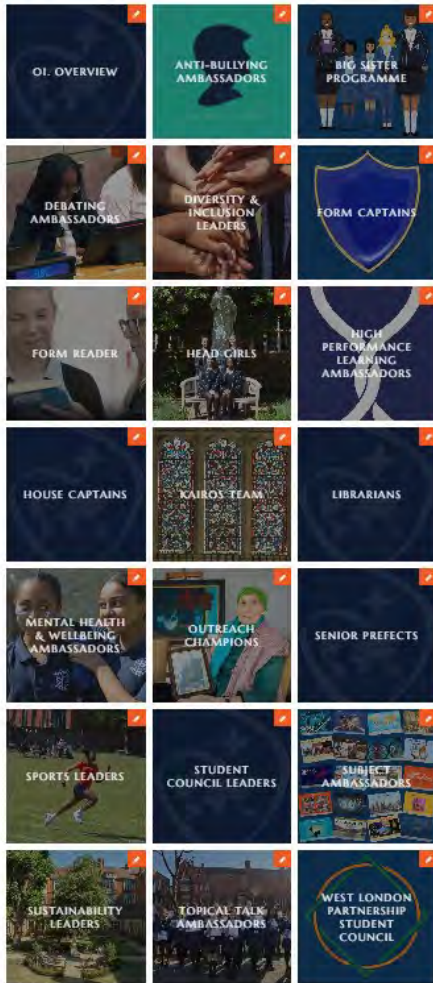 OI. OVERVIEW
ANTI-BULLYING
AMBASSADORS
BIG SISTER
PROGRAMME
DEBATING
AMBASSADORS
DIVERSITY &
INCLUSION
LEADERS
FORM CAPTAINS
FORM READER
HEAD GIRLS
HIGH
PERFORMANCE
LEARNING
AMBASSADORS
HOUSE CAPTAINS
KAIROS TEAM
LIBRARIANS
MENTAL HEALTH
& WELLBEING
AMBASSADORS
OUTREACH
CHAMPIONS
SENIOR PREFECTS
SPORTS LEADERS
STUDENT
COUNCIL LEADERS
SUBJECT
AMBASSADORS
SUSTAINABILITY
LEADERS
TOPICAL TALK
AMBASSADORS
WEST LONDON
PARTNERSHIP
STUDENT
COUNCIL